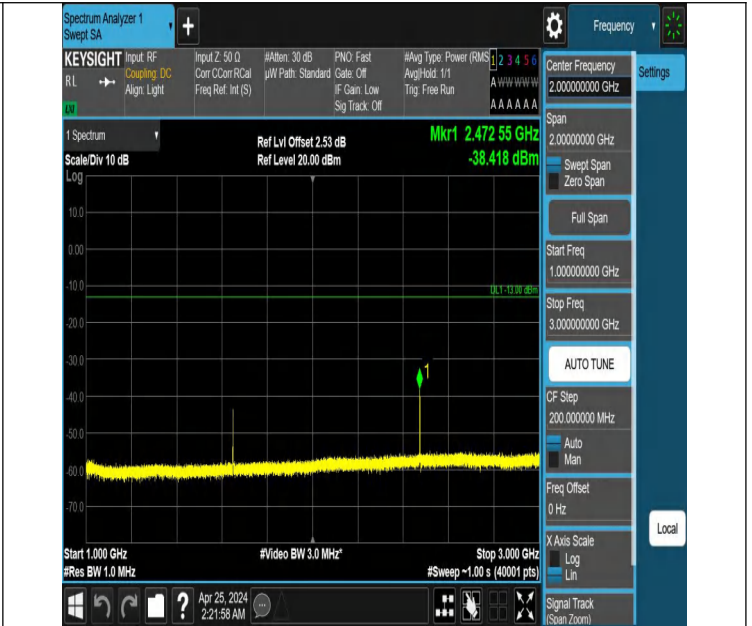 Spectrum Analyzer 1
Swept SA
+
Frequency
KEYSIGHT
RL
Input: RF
Coupling: DC
Align: Light
Input Z: 50 Ω
Corr CCorr RCal
Freq Ref: Int (S)
#Atten: 30 dB
µW Path: Standard
PNO: Fast
Gate: Off
IF Gain: Low
Sig Track: Off
#Avg Type: Power (RMS
Avg|Hold: 1/1
Trig: Free Run
1 2 3 4 5 6
A W W W W W
A A A A A A
1 Spectrum
Scale/Div 10 dB
Log
Ref Lvl Offset 2.53 dB
Ref Level 20.00 dBm
Mkr1 2.472 55 GHz
-38.418 dBm
10.0
0.00
-10.0
DL1 -13.00 dBm
-20.0
-30.0
1
-40.0
-50.0
-60.0
-70.0
Start 1.000 GHz
#Res BW 1.0 MHz
#Video BW 3.0 MHz*
Stop 3.000 GHz
#Sweep ~1.00 s (40001 pts)
Center Frequency
2.000000000 GHz
Settings
Span
2.00000000 GHz
Swept Span
Zero Span
Full Span
Start Freq
1.000000000 GHz
Stop Freq
3.000000000 GHz
AUTO TUNE
CF Step
200.000000 MHz
Auto
Man
Freq Offset
0 Hz
X Axis Scale
Log
Lin
Local
Signal Track
(Span Zoom)
?
Apr 25, 2024
2:21:58 AM